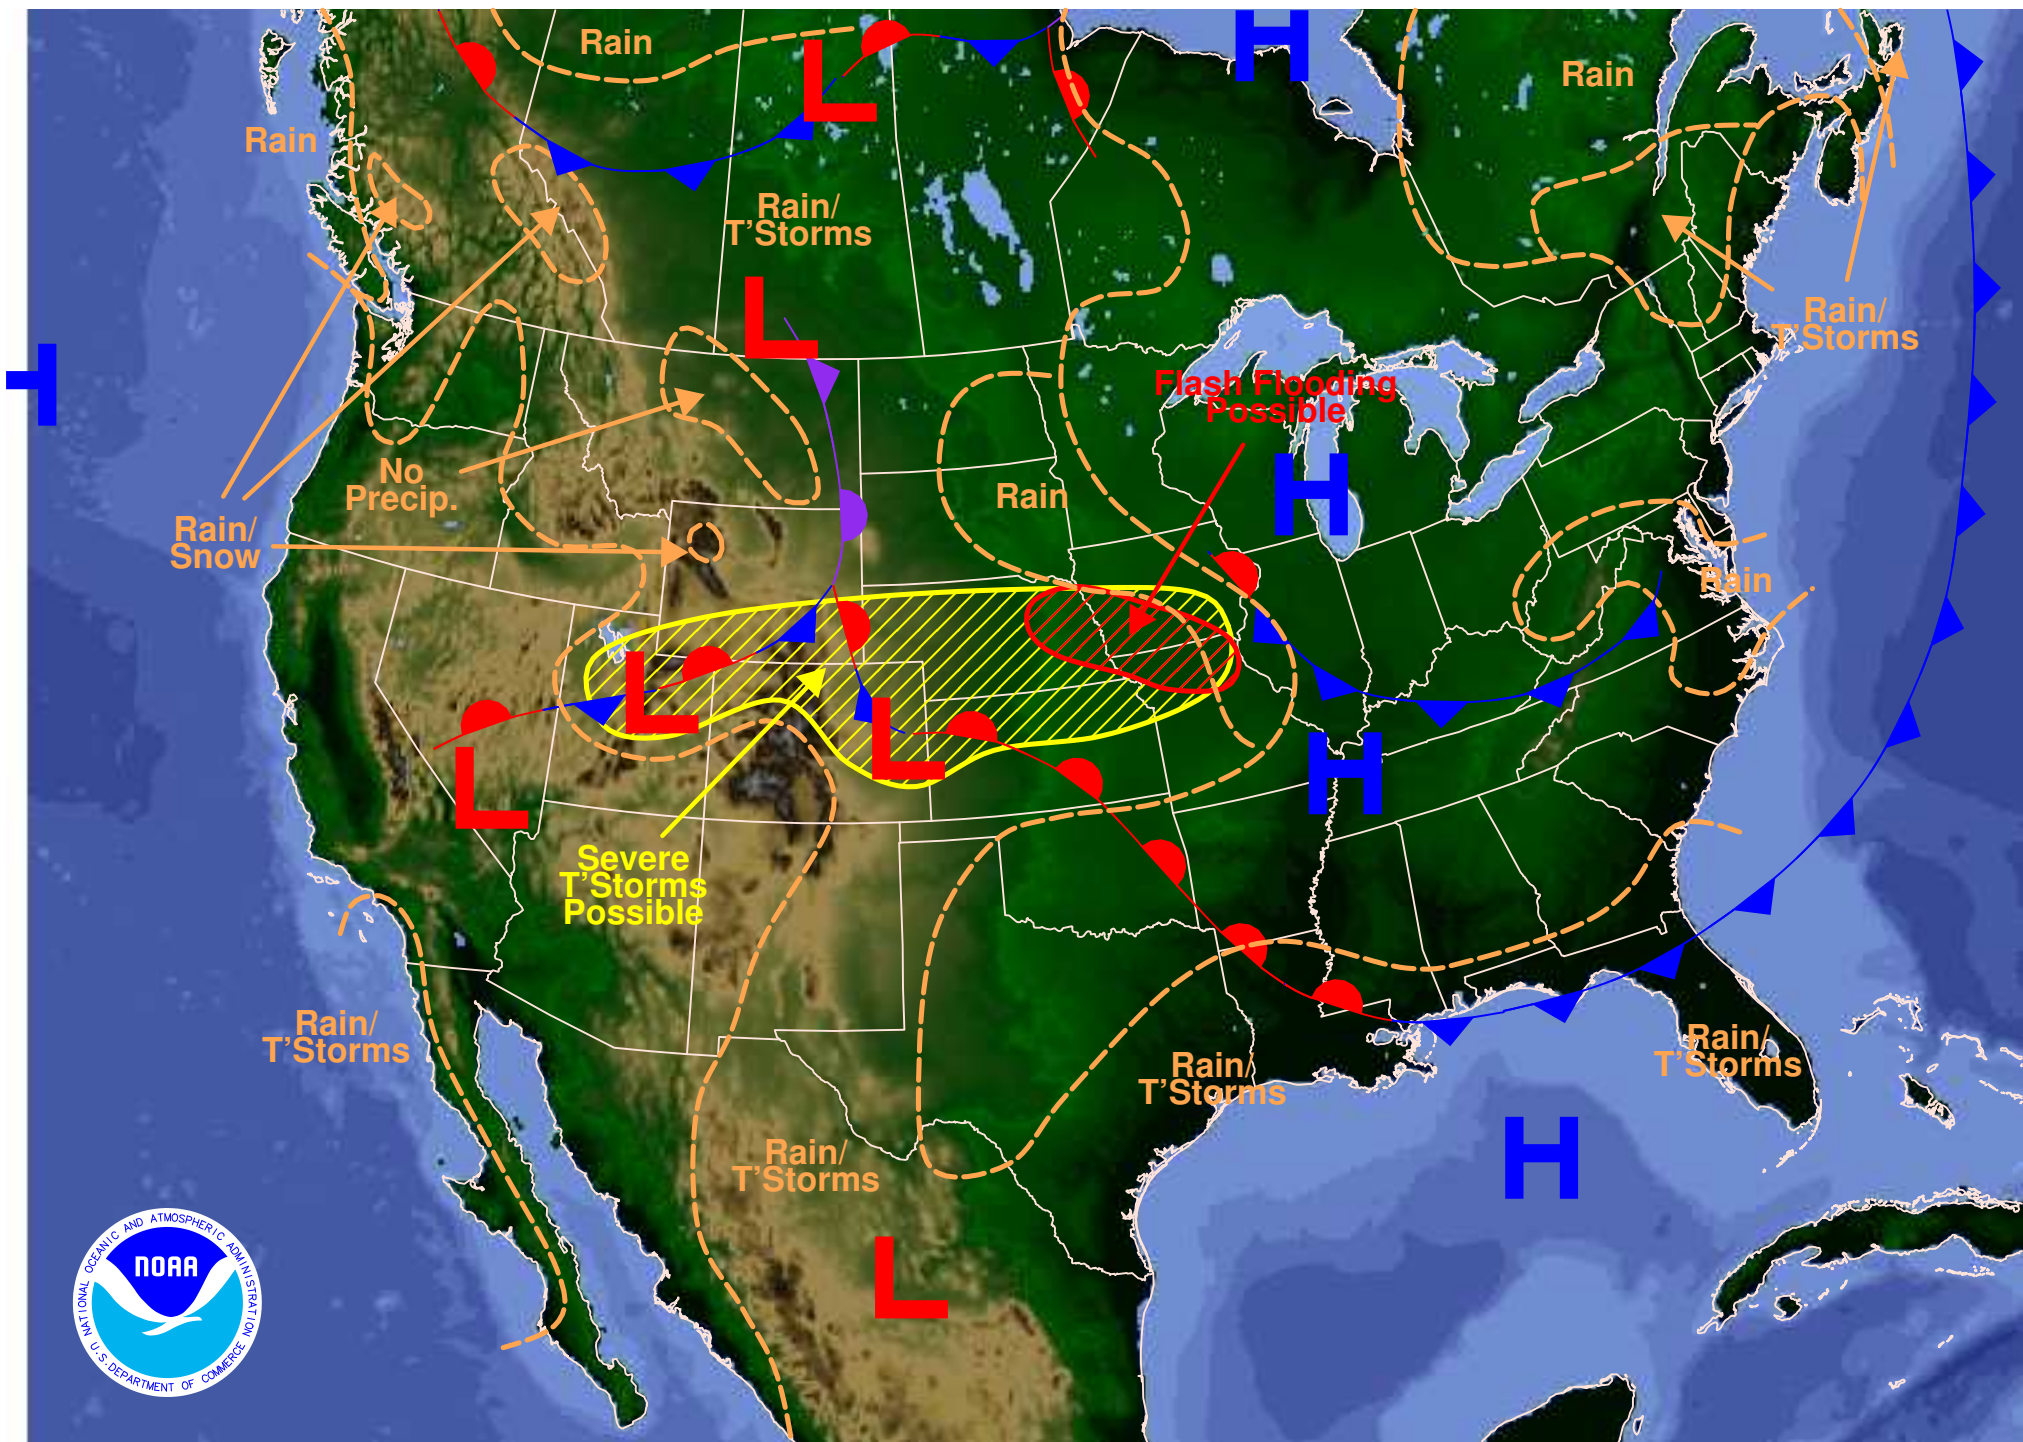 Rain
H
L
Rain
Rain
Rain/
T'Storms
L
Rain/
T'Storms
H
Flash Flooding
Possible
No
Precip.
Rain
H
Rain/
Snow
Rain
L
L
L
H
Severe
T'Storms
Possible
Rain/
T'Storms
Rain/
T'Storms
Rain/
T'Storms
Rain/
T'Storms
H
L
NATIONAL OCEANIC AND ATMOSPHERIC ADMINISTRATION
NOAA
U.S. DEPARTMENT OF COMMERCE